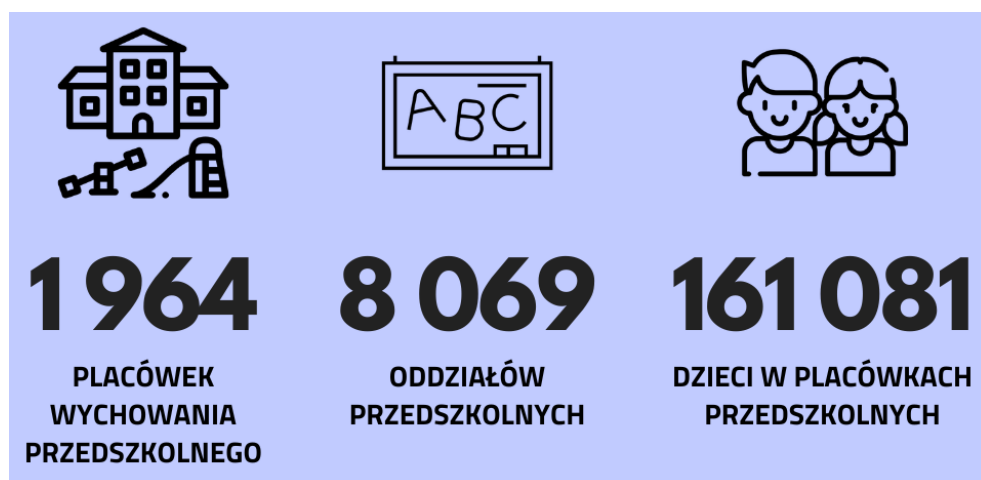 ABC
1 964
PLACÓWEK
WYCHOWANIA
PRZEDSZKOLNEGO
8 069
ODDZIAŁÓW
PRZEDSZKOLNYCH
161 081
DZIECI W PLACÓWKACH
PRZEDSZKOLNYCH